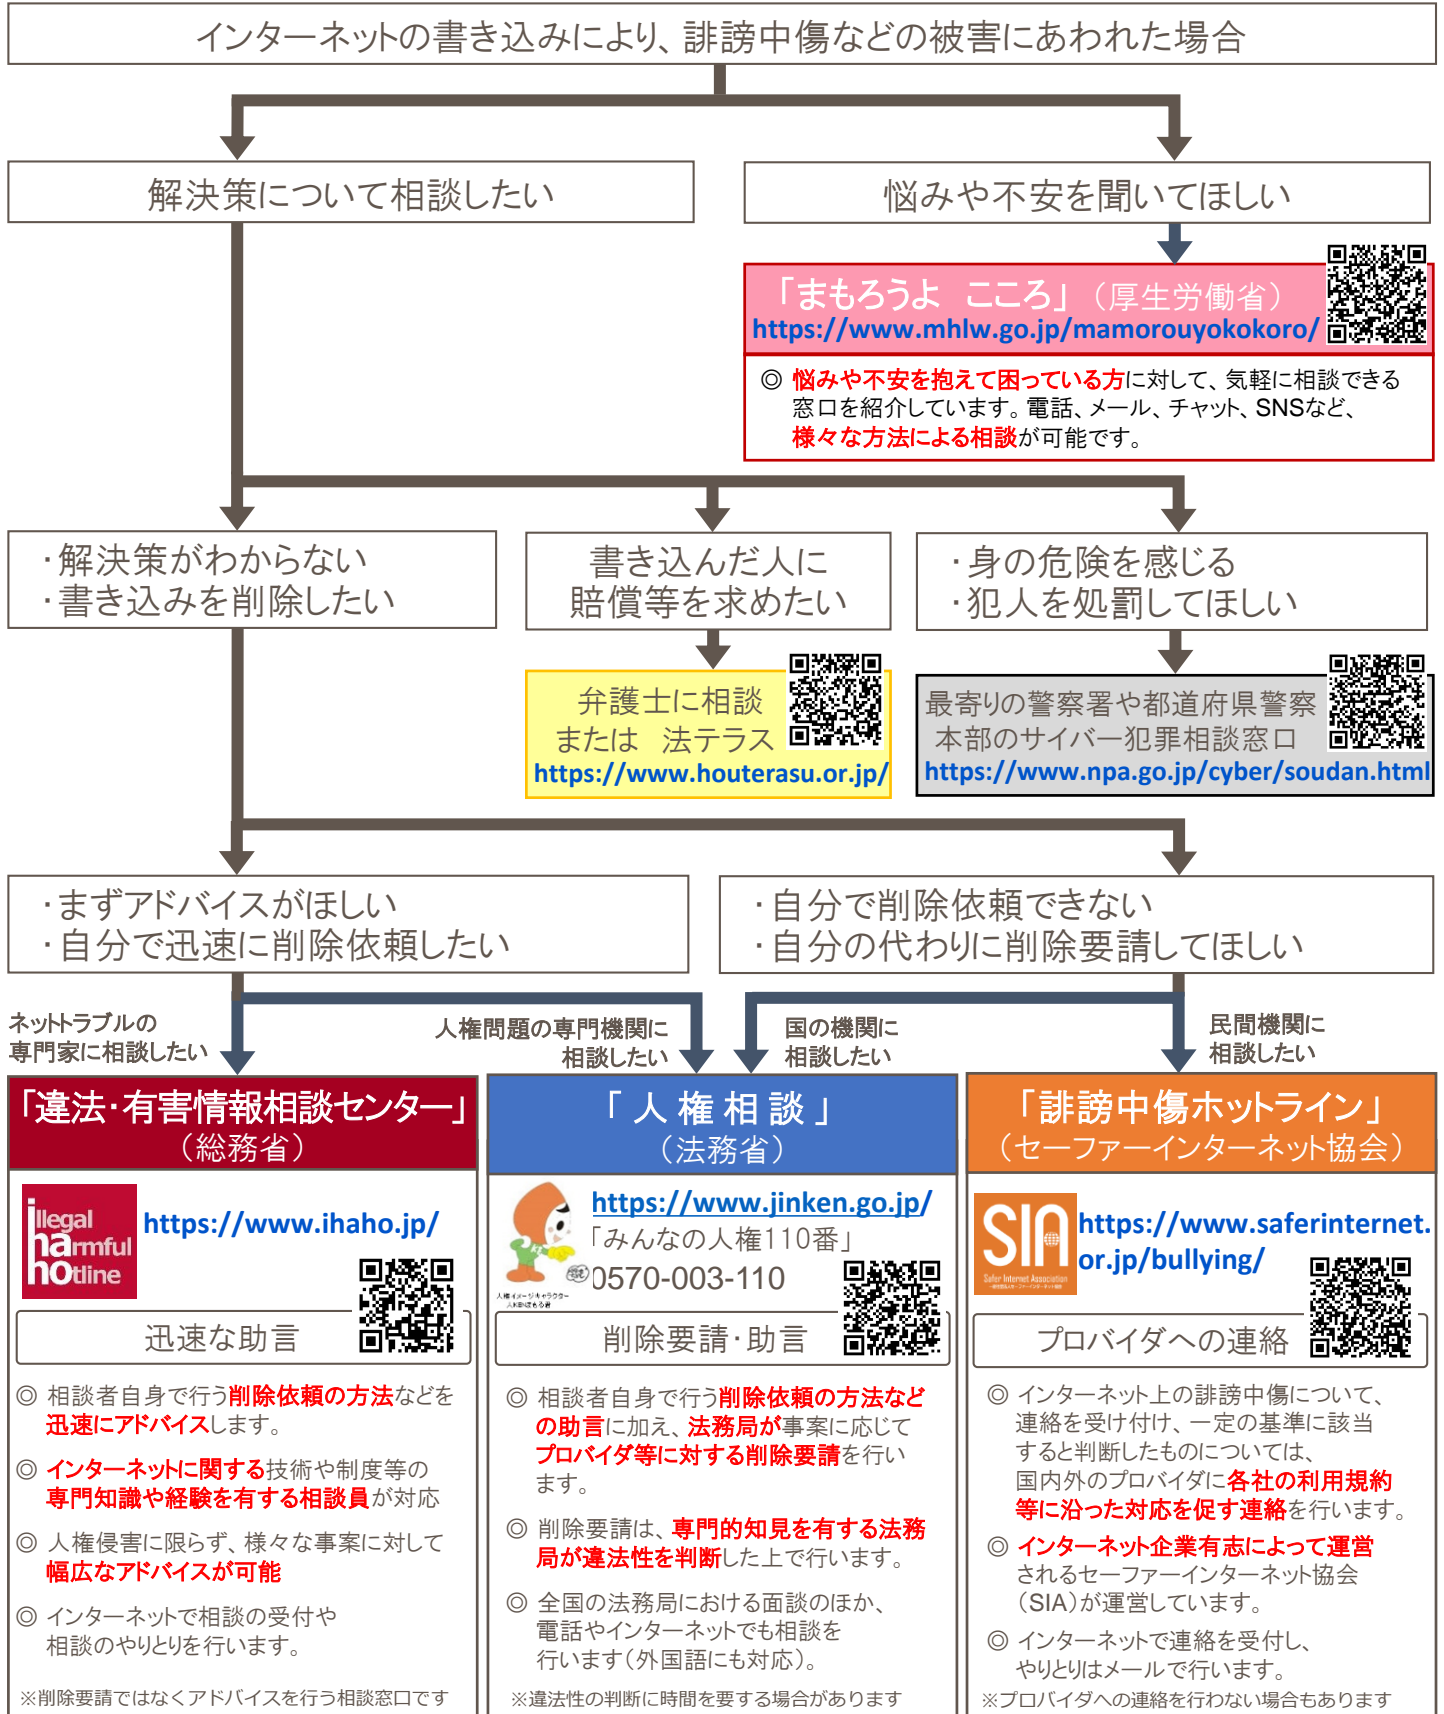 インターネットの書き込みにより、誹謗中傷などの被害にあわれた場合
解決策について相談したい
悩みや不安を聞いてほしい
「まもろうよ　こころ」（厚生労働省）
https://www.mhlw.go.jp/mamorouyokokoro/
◎ 悩みや不安を抱えて困っている方に対して、気軽に相談できる
窓口を紹介しています。電話、メール、チャット、SNSなど、
様々な方法による相談が可能です。
・解決策がわからない
・書き込みを削除したい
書き込んだ人に
賠償等を求めたい
・身の危険を感じる
・犯人を処罰してほしい
弁護士に相談
または　法テラス
https://www.houterasu.or.jp/
最寄りの警察署や都道府県警察
本部のサイバー犯罪相談窓口
https://www.npa.go.jp/cyber/soudan.html
・まずアドバイスがほしい
・自分で迅速に削除依頼したい
・自分で削除依頼できない
・自分の代わりに削除要請してほしい
ネットトラブルの
専門家に相談したい
人権問題の専門機関に
相談したい
国の機関に
相談したい
民間機関に
相談したい
「違法・有害情報相談センター」
（総務省）
illegal
harmful
hotline
https://www.ihaho.jp/
迅速な助言
◎ 相談者自身で行う削除依頼の方法などを
迅速にアドバイスします。
◎ インターネットに関する技術や制度等の
専門知識や経験を有する相談員が対応
◎ 人権侵害に限らず、様々な事案に対して
幅広なアドバイスが可能
◎ インターネットで相談の受付や
相談のやりとりを行います。
※削除要請ではなくアドバイスを行う相談窓口です
「人権相談」
（法務省）
https://www.jinken.go.jp/
「みんなの人権110番」
0570-003-110
人権イメージキャラクター
人KENまもる君
削除要請・助言
◎ 相談者自身で行う削除依頼の方法など
の助言に加え、法務局が事案に応じて
プロバイダ等に対する削除要請を行い
ます。
◎ 削除要請は、専門的知見を有する法務
局が違法性を判断した上で行います。
◎ 全国の法務局における面談のほか、
電話やインターネットでも相談を
行います（外国語にも対応）。
※違法性の判断に時間を要する場合があります
「誹謗中傷ホットライン」
（セーファーインターネット協会）
SIA
Safer Internet Association
一般社団法人セーファーインターネット協会
https://www.saferinternet.
or.jp/bullying/
プロバイダへの連絡
◎ インターネット上の誹謗中傷について、
連絡を受け付け、一定の基準に該当
すると判断したものについては、
国内外のプロバイダに各社の利用規約
等に沿った対応を促す連絡を行います。
◎ インターネット企業有志によって運営
されるセーファーインターネット協会
（SIA）が運営しています。
◎ インターネットで連絡を受付し、
やりとりはメールで行います。
※プロバイダへの連絡を行わない場合もあります